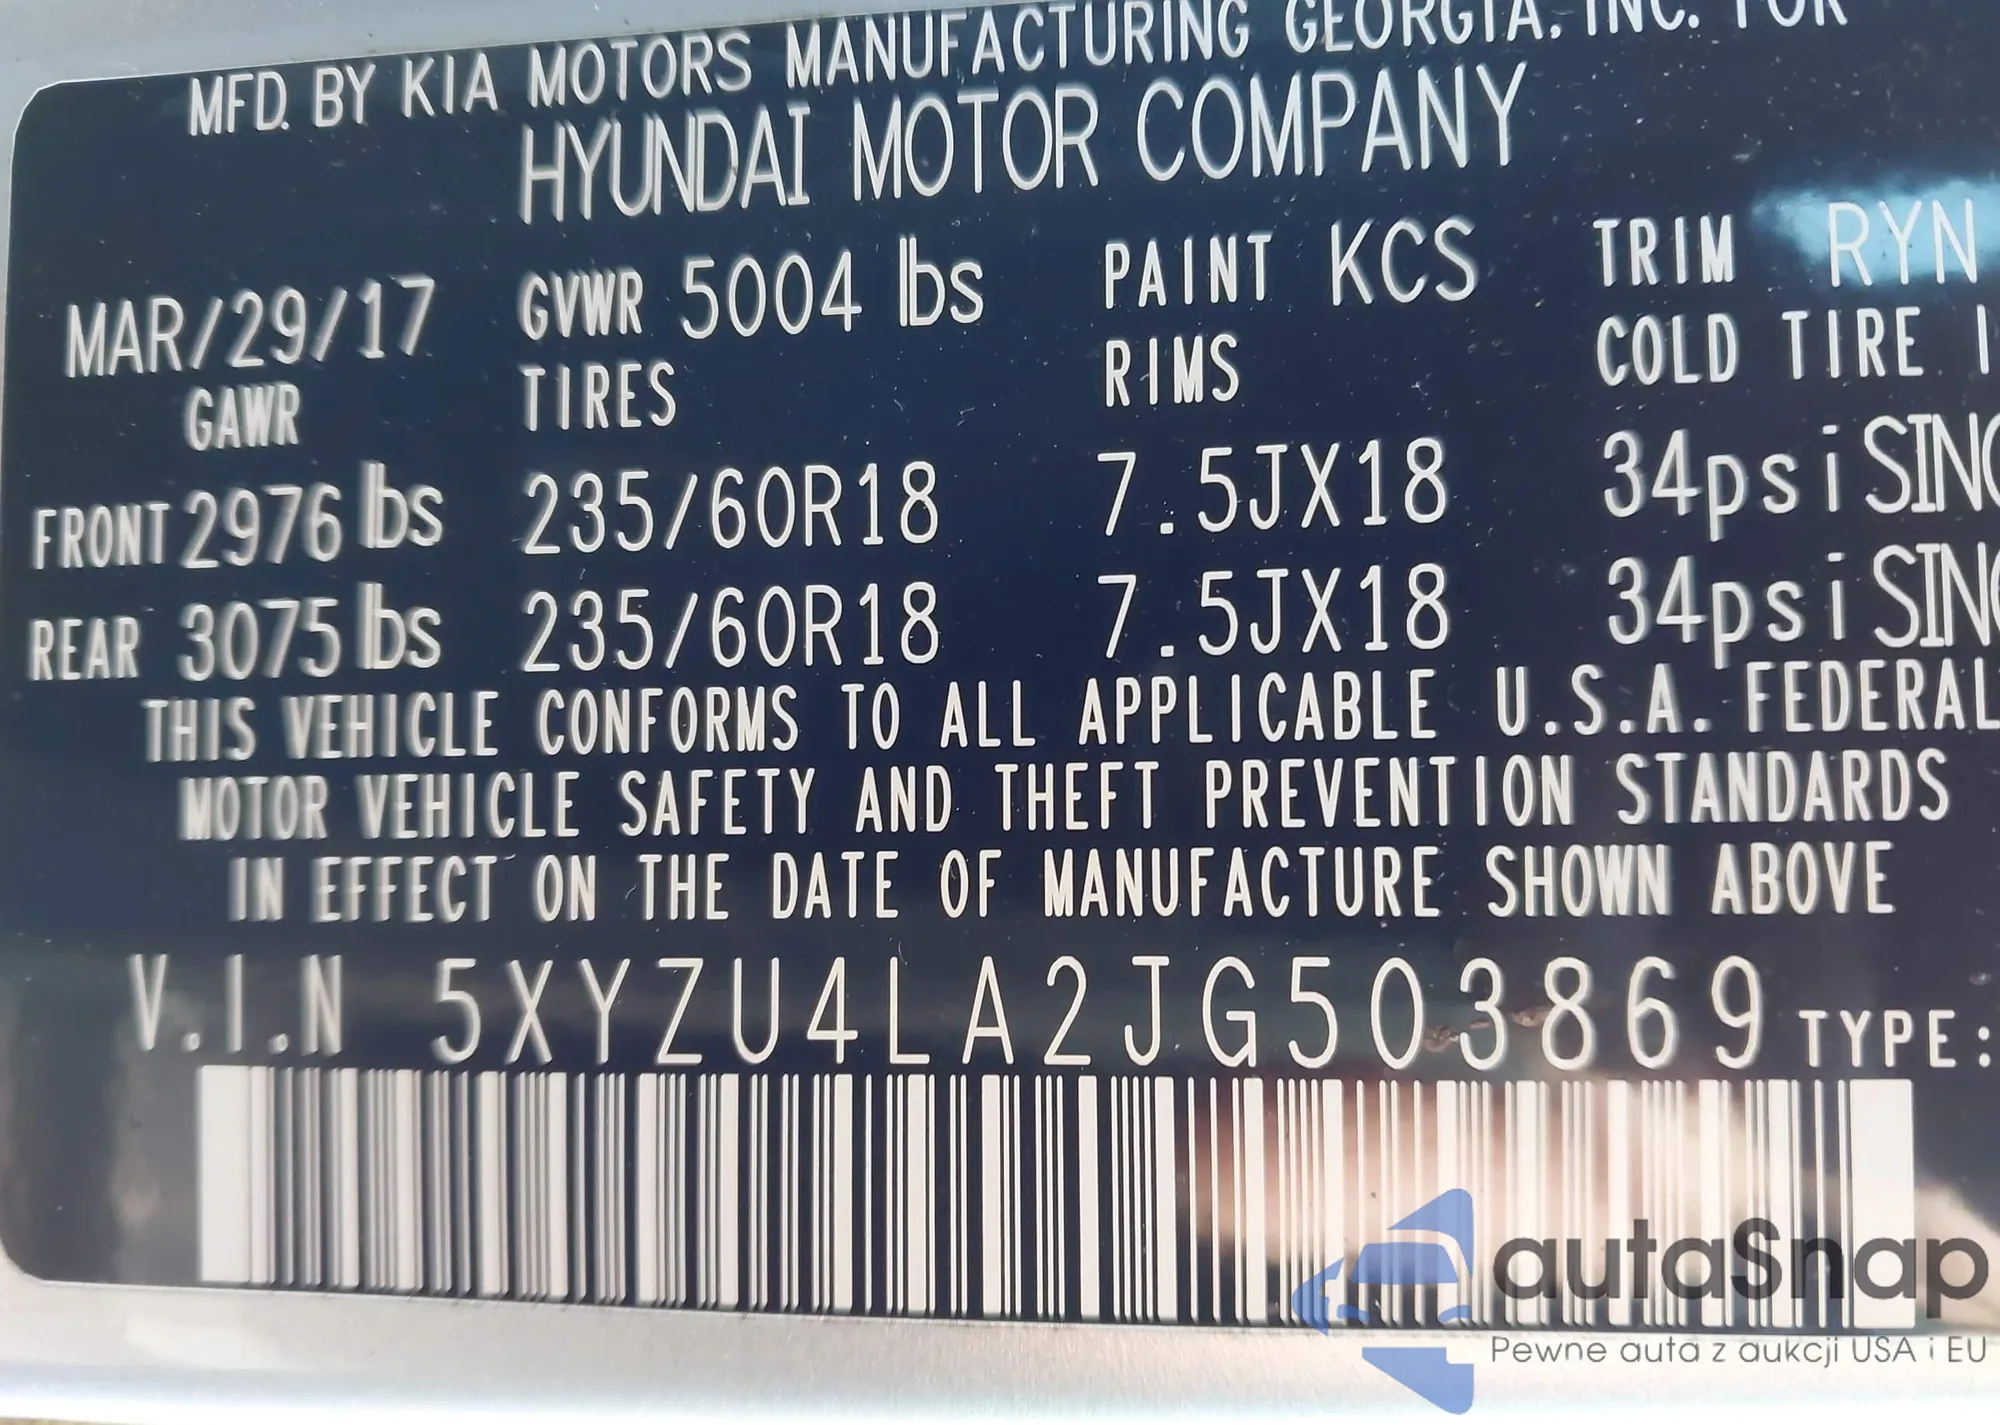 MFD. BY KIA MOTORS MANUFACTURING GEORGIA, INC. FOR
HYUNDAI MOTOR COMPANY
MAR/29/17 GVWR 5004 lbs PAINT KCS TRIM RYN
GAWR TIRES RIMS COLD TIRE
FRONT 2976 lbs 235/60R18 7.5JX18 34psi
REAR 3075 lbs 235/60R18 7.5JX18 34psi
THIS VEHICLE CONFORMS TO ALL APPLICABLE U.S.A. FEDERAL
MOTOR VEHICLE SAFETY AND THEFT PREVENTION STANDARDS
IN EFFECT ON THE DATE OF MANUFACTURE SHOWN ABOVE
V.I.N 5XYZU4LA2JG503869 TYPE:
autaSnap
Pewne auta z aukcji USA i EU